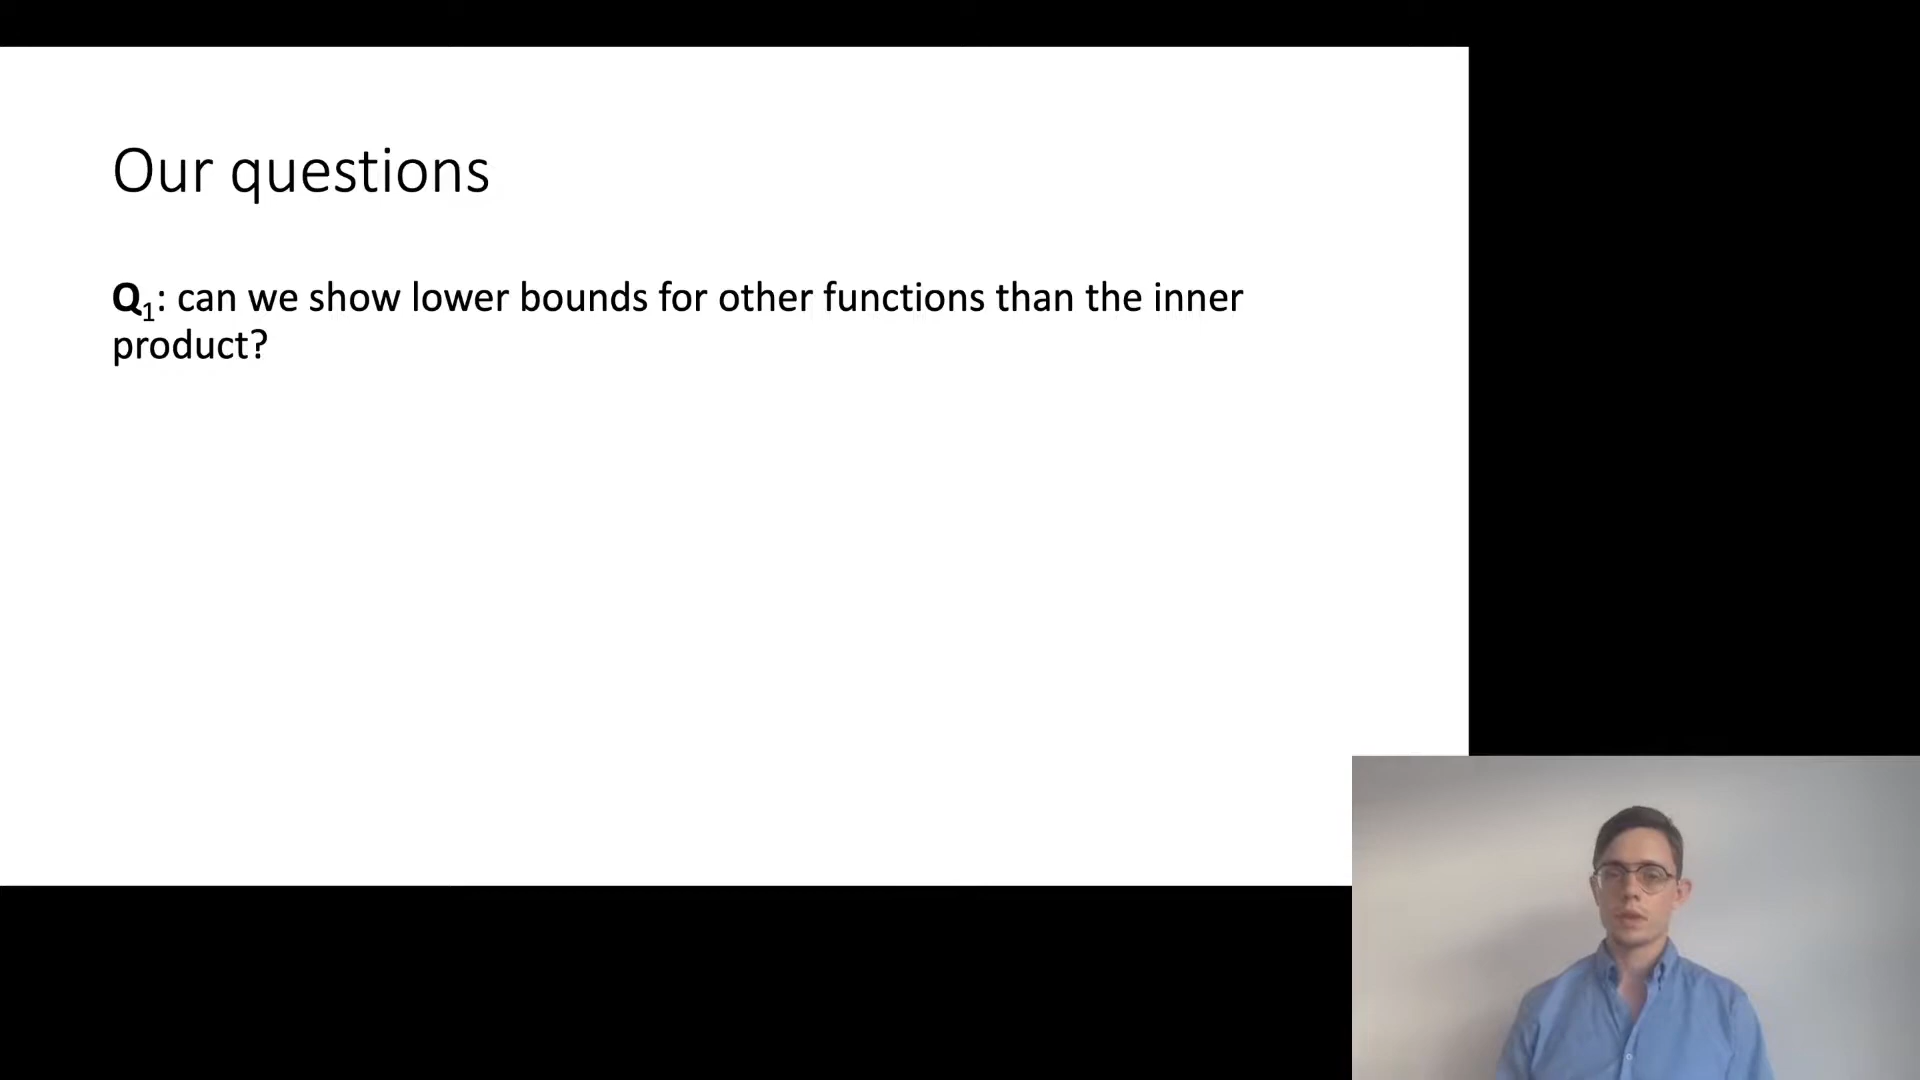 Our questions
Q₁: can we show lower bounds for other functions than the inner
product?